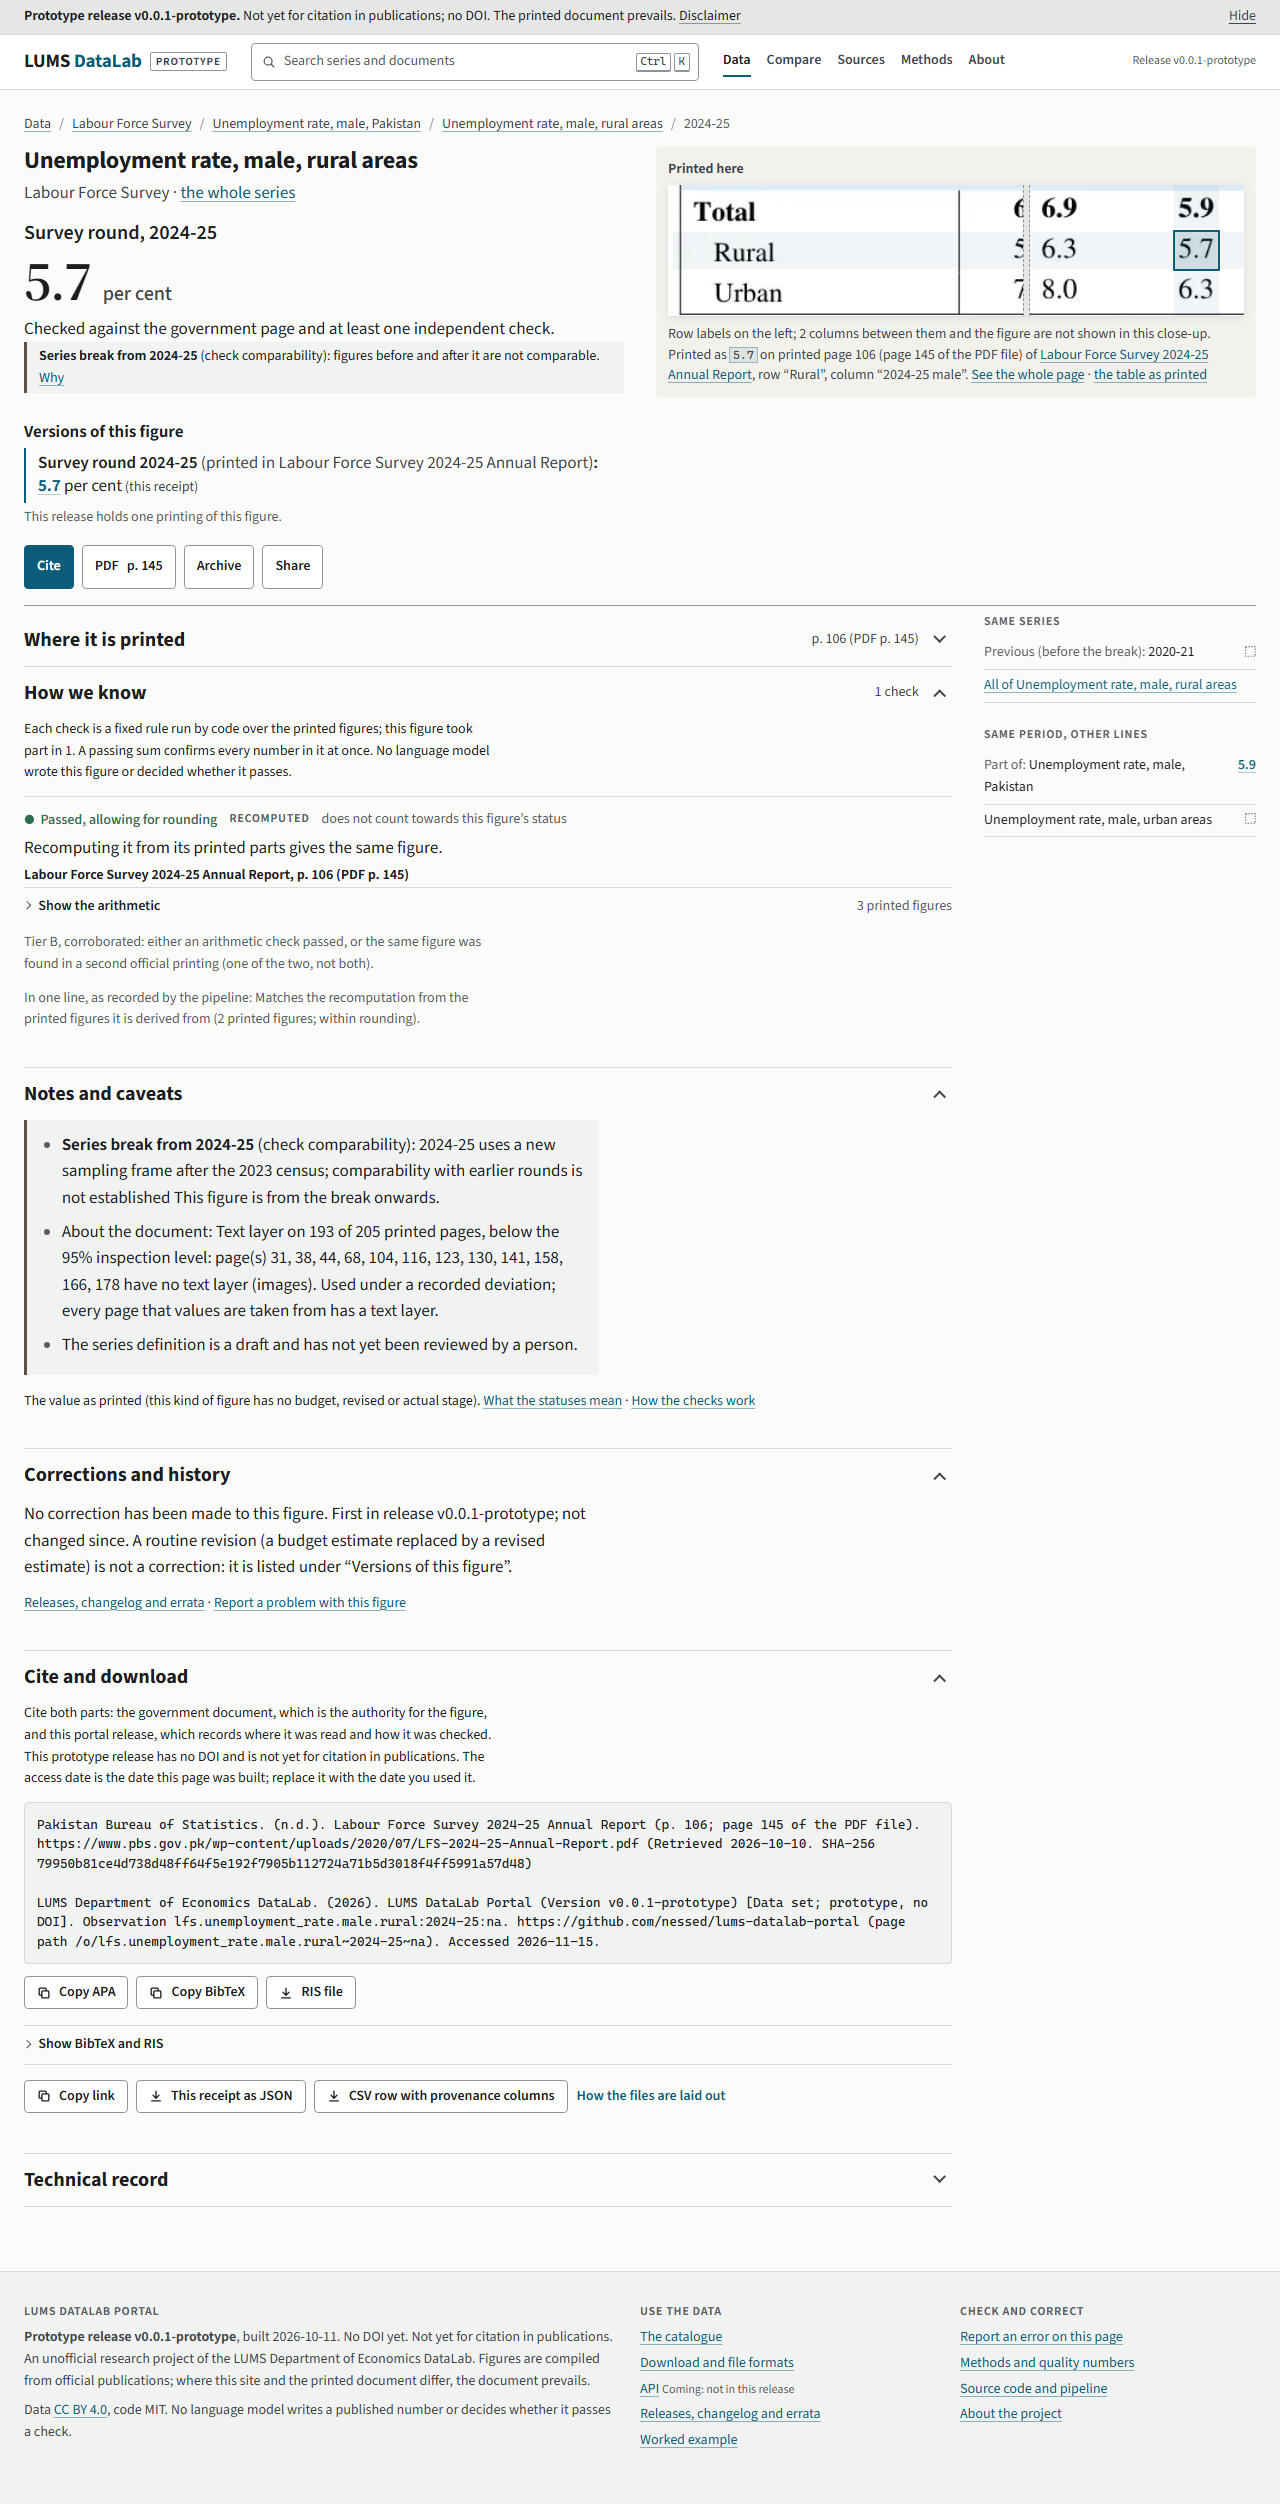 Prototype release v0.0.1-prototype. Not yet for citation in publications; no DOI. The printed document prevails. Disclaimer
Hide
LUMS DataLab PROTOTYPE
Search series and documents Ctrl K
Data Compare Sources Methods About
Release v0.0.1-prototype
Data / Labour Force Survey / Unemployment rate, male, Pakistan / Unemployment rate, male, rural areas / 2024-25
Unemployment rate, male, rural areas
Labour Force Survey · the whole series
Survey round, 2024-25
5.7 per cent
Checked against the government page and at least one independent check.
Series break from 2024-25 (check comparability): figures before and after it are not comparable.
Why
Printed here
Total 6 6.9 5.9
Rural 5 6.3 5.7
Urban 7 8.0 6.3
Row labels on the left; 2 columns between them and the figure are not shown in this close-up.
Printed as 5.7 on printed page 106 (page 145 of the PDF file) of Labour Force Survey 2024-25
Annual Report, row “Rural”, column “2024-25 male”. See the whole page · the table as printed
Versions of this figure
Survey round 2024-25 (printed in Labour Force Survey 2024-25 Annual Report):
5.7 per cent (this receipt)
This release holds one printing of this figure.
Cite
PDF p. 145
Archive
Share
Where it is printed
p. 106 (PDF p. 145)
How we know
1 check
Each check is a fixed rule run by code over the printed figures; this figure took
part in 1. A passing sum confirms every number in it at once. No language model
wrote this figure or decided whether it passes.
Passed, allowing for rounding RECOMPUTED does not count towards this figure’s status
Recomputing it from its printed parts gives the same figure.
Labour Force Survey 2024-25 Annual Report, p. 106 (PDF p. 145)
Show the arithmetic
3 printed figures
Tier B, corroborated: either an arithmetic check passed, or the same figure was
found in a second official printing (one of the two, not both).
In one line, as recorded by the pipeline: Matches the recomputation from the
printed figures it is derived from (2 printed figures; within rounding).
SAME SERIES
Previous (before the break): 2020-21
All of Unemployment rate, male, rural areas
SAME PERIOD, OTHER LINES
Part of: Unemployment rate, male, 5.9
Pakistan
Unemployment rate, male, urban areas
Notes and caveats
Series break from 2024-25 (check comparability): 2024-25 uses a new
sampling frame after the 2023 census; comparability with earlier rounds is
not established This figure is from the break onwards.
About the document: Text layer on 193 of 205 printed pages, below the
95% inspection level: page(s) 31, 38, 44, 68, 104, 116, 123, 130, 141, 158,
166, 178 have no text layer (images). Used under a recorded deviation;
every page that values are taken from has a text layer.
The series definition is a draft and has not yet been reviewed by a person.
The value as printed (this kind of figure has no budget, revised or actual stage). What the statuses mean · How the checks work
Corrections and history
No correction has been made to this figure. First in release v0.0.1-prototype; not
changed since. A routine revision (a budget estimate replaced by a revised
estimate) is not a correction: it is listed under “Versions of this figure”.
Releases, changelog and errata · Report a problem with this figure
Cite and download
Cite both parts: the government document, which is the authority for the figure,
and this portal release, which records where it was read and how it was checked.
This prototype release has no DOI and is not yet for citation in publications. The
access date is the date this page was built; replace it with the date you used it.
Pakistan Bureau of Statistics. (n.d.). Labour Force Survey 2024-25 Annual Report (p. 106; page 145 of the PDF file).
https://www.pbs.gov.pk/wp-content/uploads/2020/07/LFS-2024-25-Annual-Report.pdf (Retrieved 2026-10-10. SHA-256
79950b81ce4d738d48ff64f5e192f7905b112724a71b5d3018f4ff5991a57d48)
LUMS Department of Economics DataLab. (2026). LUMS DataLab Portal (Version v0.0.1-prototype) [Data set; prototype, no
DOI]. Observation lfs.unemployment_rate.male.rural:2024-25:na. https://github.com/nessed/lums-datalab-portal (page
path /o/lfs.unemployment_rate.male.rural~2024-25~na). Accessed 2026-11-15.
Copy APA
Copy BibTeX
RIS file
Show BibTeX and RIS
Copy link
This receipt as JSON
CSV row with provenance columns
How the files are laid out
Technical record
LUMS DATALAB PORTAL
Prototype release v0.0.1-prototype, built 2026-10-11. No DOI yet. Not yet for citation in publications.
An unofficial research project of the LUMS Department of Economics DataLab. Figures are compiled
from official publications; where this site and the printed document differ, the document prevails.
Data CC BY 4.0, code MIT. No language model writes a published number or decides whether it passes
a check.
USE THE DATA
The catalogue
Download and file formats
API Coming: not in this release
Releases, changelog and errata
Worked example
CHECK AND CORRECT
Report an error on this page
Methods and quality numbers
Source code and pipeline
About the project